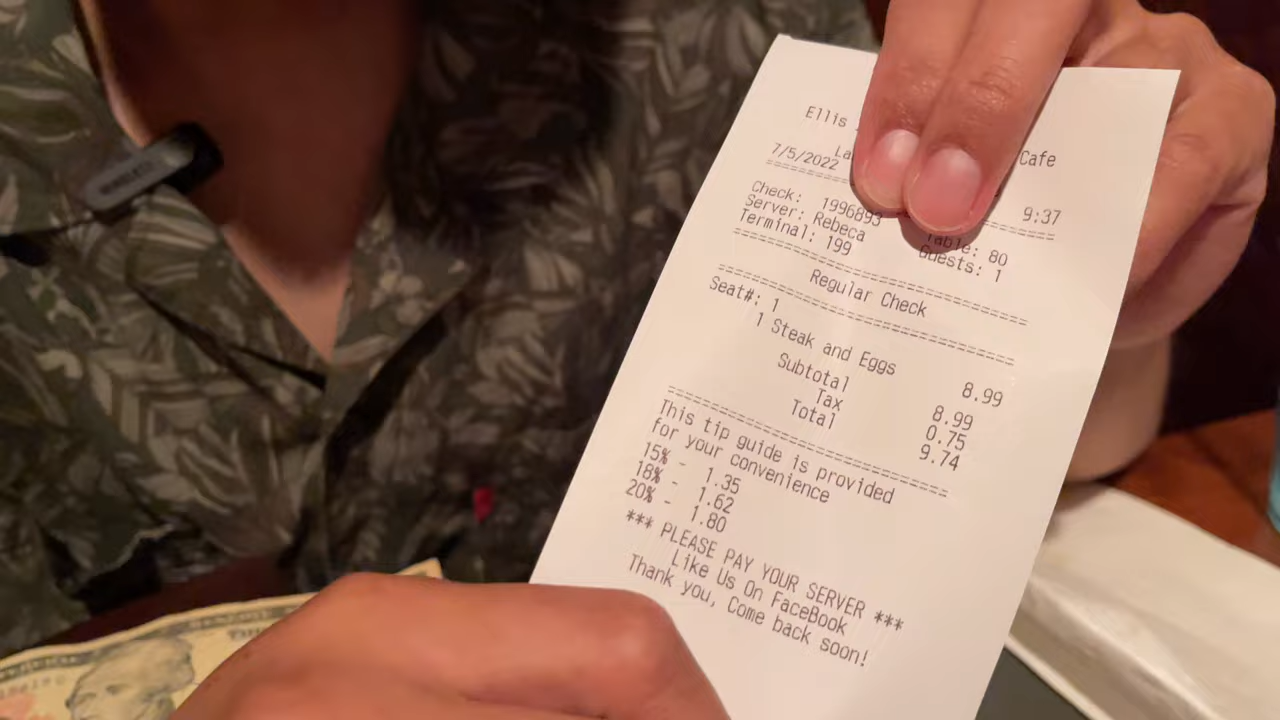 Ellis Cafe
La
7/5/2022 9:37
Check: 1996893 Table: 80
Server: Rebeca Guests: 1
Terminal: 199
Regular Check
Seat#: 1
1 Steak and Eggs 8.99
Subtotal 8.99
Tax 0.75
Total 9.74
This tip guide is provided
for your convenience
15% - 1.35
18% - 1.62
20% - 1.80
*** PLEASE PAY YOUR SERVER ***
Like Us On FaceBook
Thank you, Come back soon!